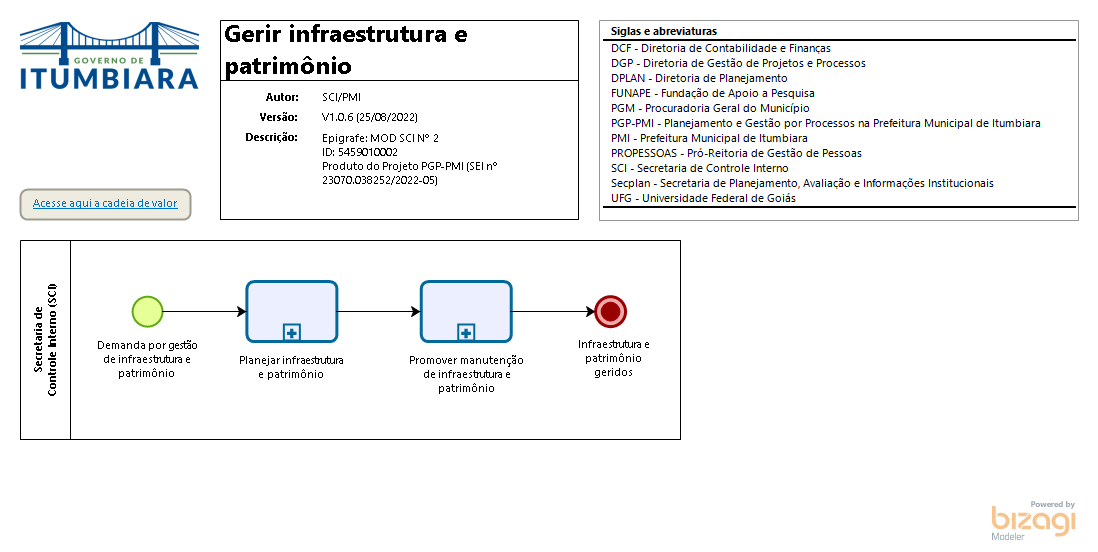 GOVERNO DE
ITUMBIARA
Gerir infraestrutura e
patrimônio
Autor: SCI/PMI
Versão: V1.0.6 (25/08/2022)
Descrição: Epigrafe: MOD SCI Nº 2
ID: 5459010002
Produto do Projeto PGP-PMI (SEI nº
23070.038252/2022-05)
Siglas e abreviaturas
DCF - Diretoria de Contabilidade e Finanças
DGP - Diretoria de Gestão de Projetos e Processos
DPLAN - Diretoria de Planejamento
FUNAPE - Fundação de Apoio a Pesquisa
PGM - Procuradoria Geral do Município
PGP-PMI - Planejamento e Gestão por Processos na Prefeitura Municipal de Itumbiara
PMI - Prefeitura Municipal de Itumbiara
PROPESSOAS - Pró-Reitoria de Gestão de Pessoas
SCI - Secretaria de Controle Interno
Secplan - Secretaria de Planejamento, Avaliação e Informações Institucionais
UFG - Universidade Federal de Goiás
Acesse aqui a cadeia de valor
Secretaria de
Controle Interno (SCI)
Demanda por gestão
de infraestrutura e
patrimônio
Planejar infraestrutura
e patrimônio
Promover manutenção
de infraestrutura e
patrimônio
Infraestrutura e
patrimônio
geridos
Powered by
bizagi
Modeler